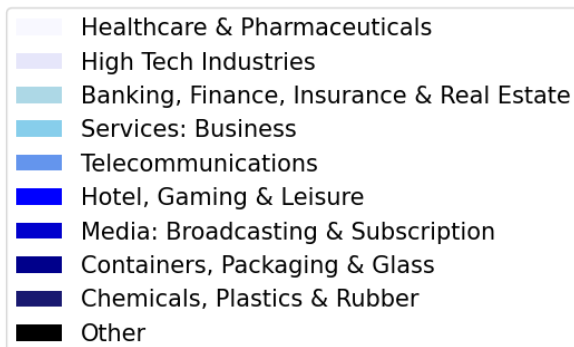 Healthcare & Pharmaceuticals
High Tech Industries
Banking, Finance, Insurance & Real Estate
Services: Business
Telecommunications
Hotel, Gaming & Leisure
Media: Broadcasting & Subscription
Containers, Packaging & Glass
Chemicals, Plastics & Rubber
Other